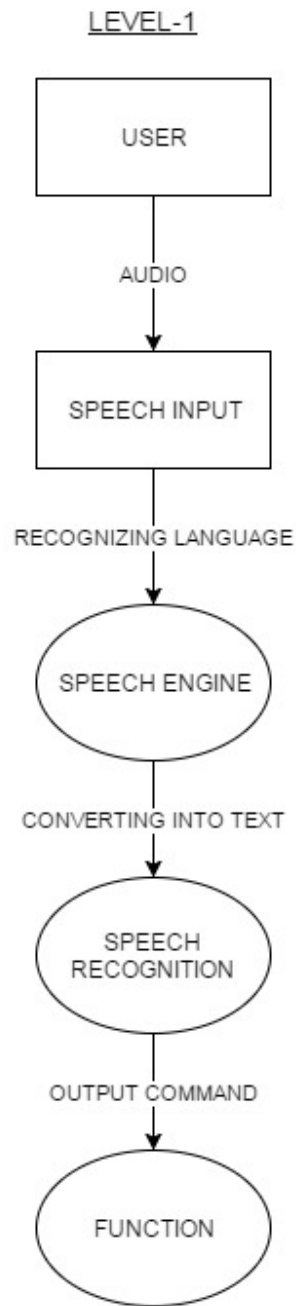 LEVEL-1
USER
AUDIO
SPEECH INPUT
RECOGNIZING LANGUAGE
SPEECH ENGINE
CONVERTING INTO TEXT
SPEECH
RECOGNITION
OUTPUT COMMAND
FUNCTION